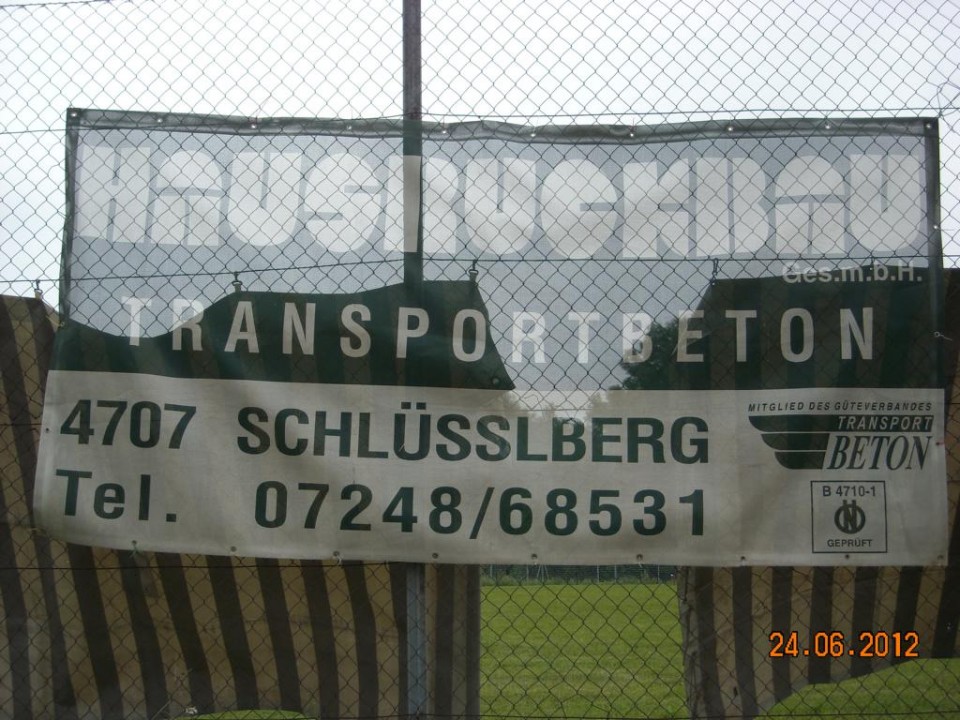 HAUSRUCKBAU
Ges.m.b.H.
TRANSPORTBETON
4707 SCHLÜSSLBERG
Tel. 07248/68531
MITGLIED DES GÜTEVERBANDES
TRANSPORT
BETON
B 4710-1
GEPRÜFT
24.06.2012